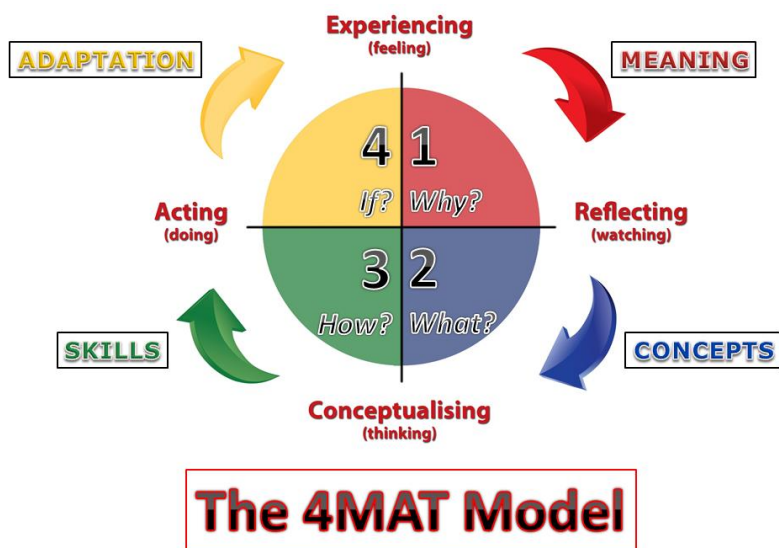 Experiencing
(feeling)
ADAPTATION
MEANING
4 1
If? Why?
Acting
(doing)
Reflecting
(watching)
3 2
How? What?
SKILLS
CONCEPTS
Conceptualising
(thinking)
The 4MAT Model